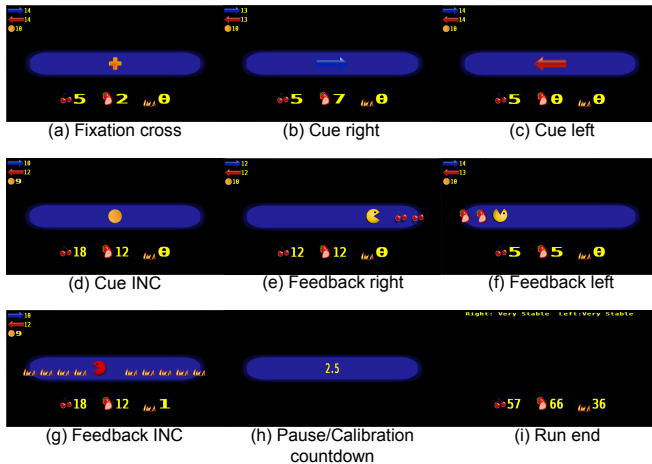 14
14
10
5 2 0
(a) Fixation cross
13
13
10
5 7 0
(b) Cue right
14
14
10
5 0 0
(c) Cue left
10
12
9
18 12 0
(d) Cue INC
12
12
10
12 12 0
(e) Feedback right
14
13
10
5 5 0
(f) Feedback left
10
12
9
18 12 1
(g) Feedback INC
2.5
(h) Pause/Calibration
countdown
Right: Very Stable Left:Very Stable
57 66 36
(i) Run end